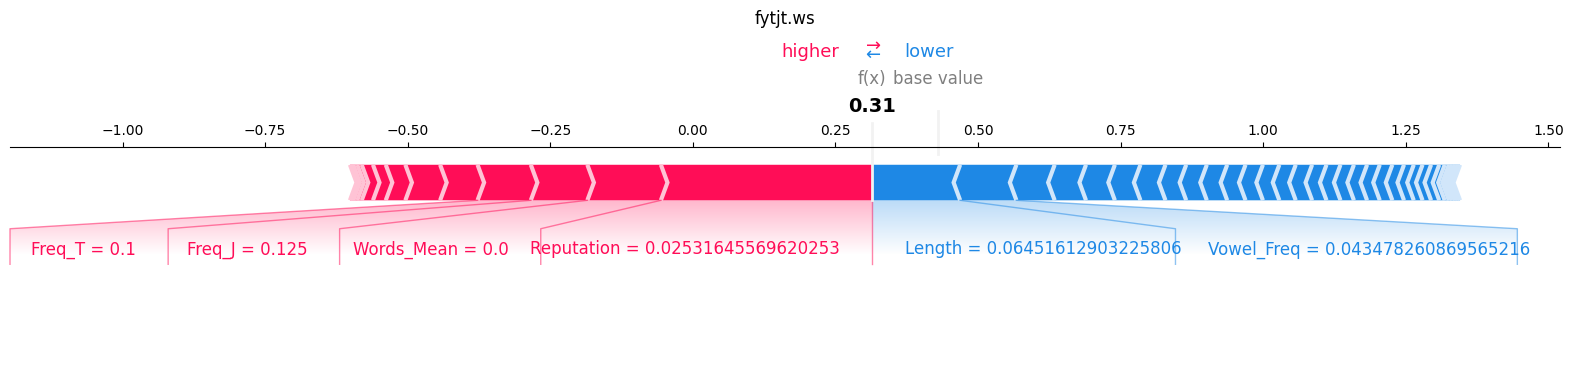 fytjt.ws
higher ⇄ lower
f(x) base value
0.31
−1.00 −0.75 −0.50 −0.25 0.00 0.25 0.50 0.75 1.00 1.25 1.50
Freq_T = 0.1 Freq_J = 0.125 Words_Mean = 0.0 Reputation = 0.02531645569620253 Length = 0.06451612903225806 Vowel_Freq = 0.043478260869565216